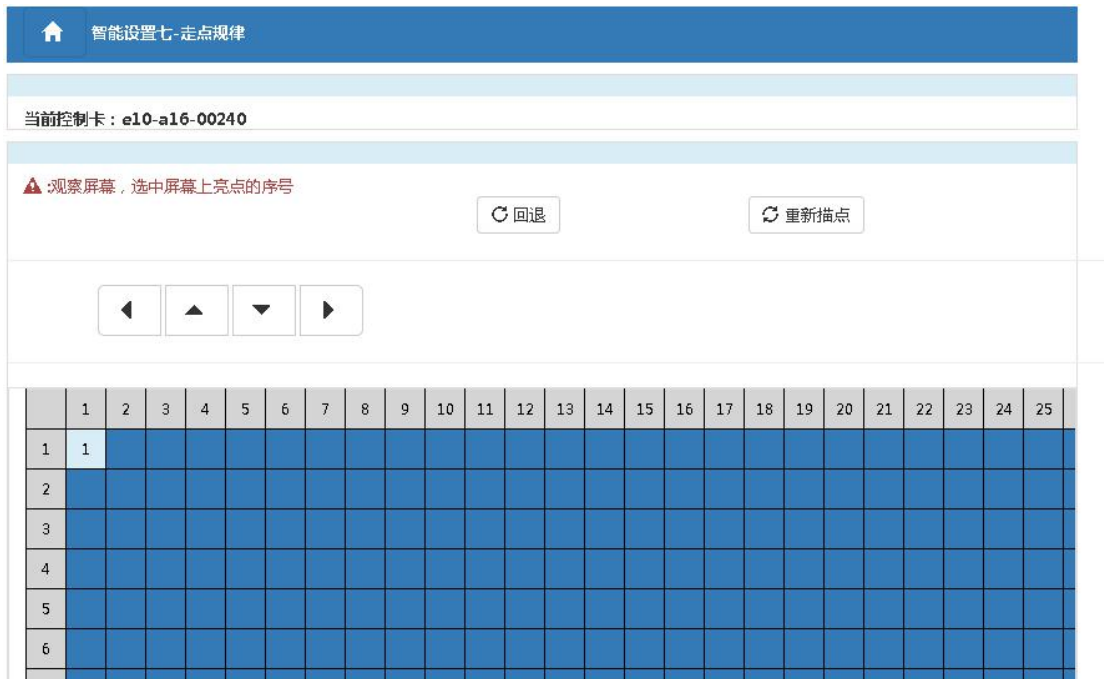 智能设置七-走点规律
当前控制卡：e10-a16-00240
:观察屏幕，选中屏幕上亮点的序号
回退 重新描点
1 2 3 4 5 6 7 8 9 10 11 12 13 14 15 16 17 18 19 20 21 22 23 24 25
1 1
2
3
4
5
6